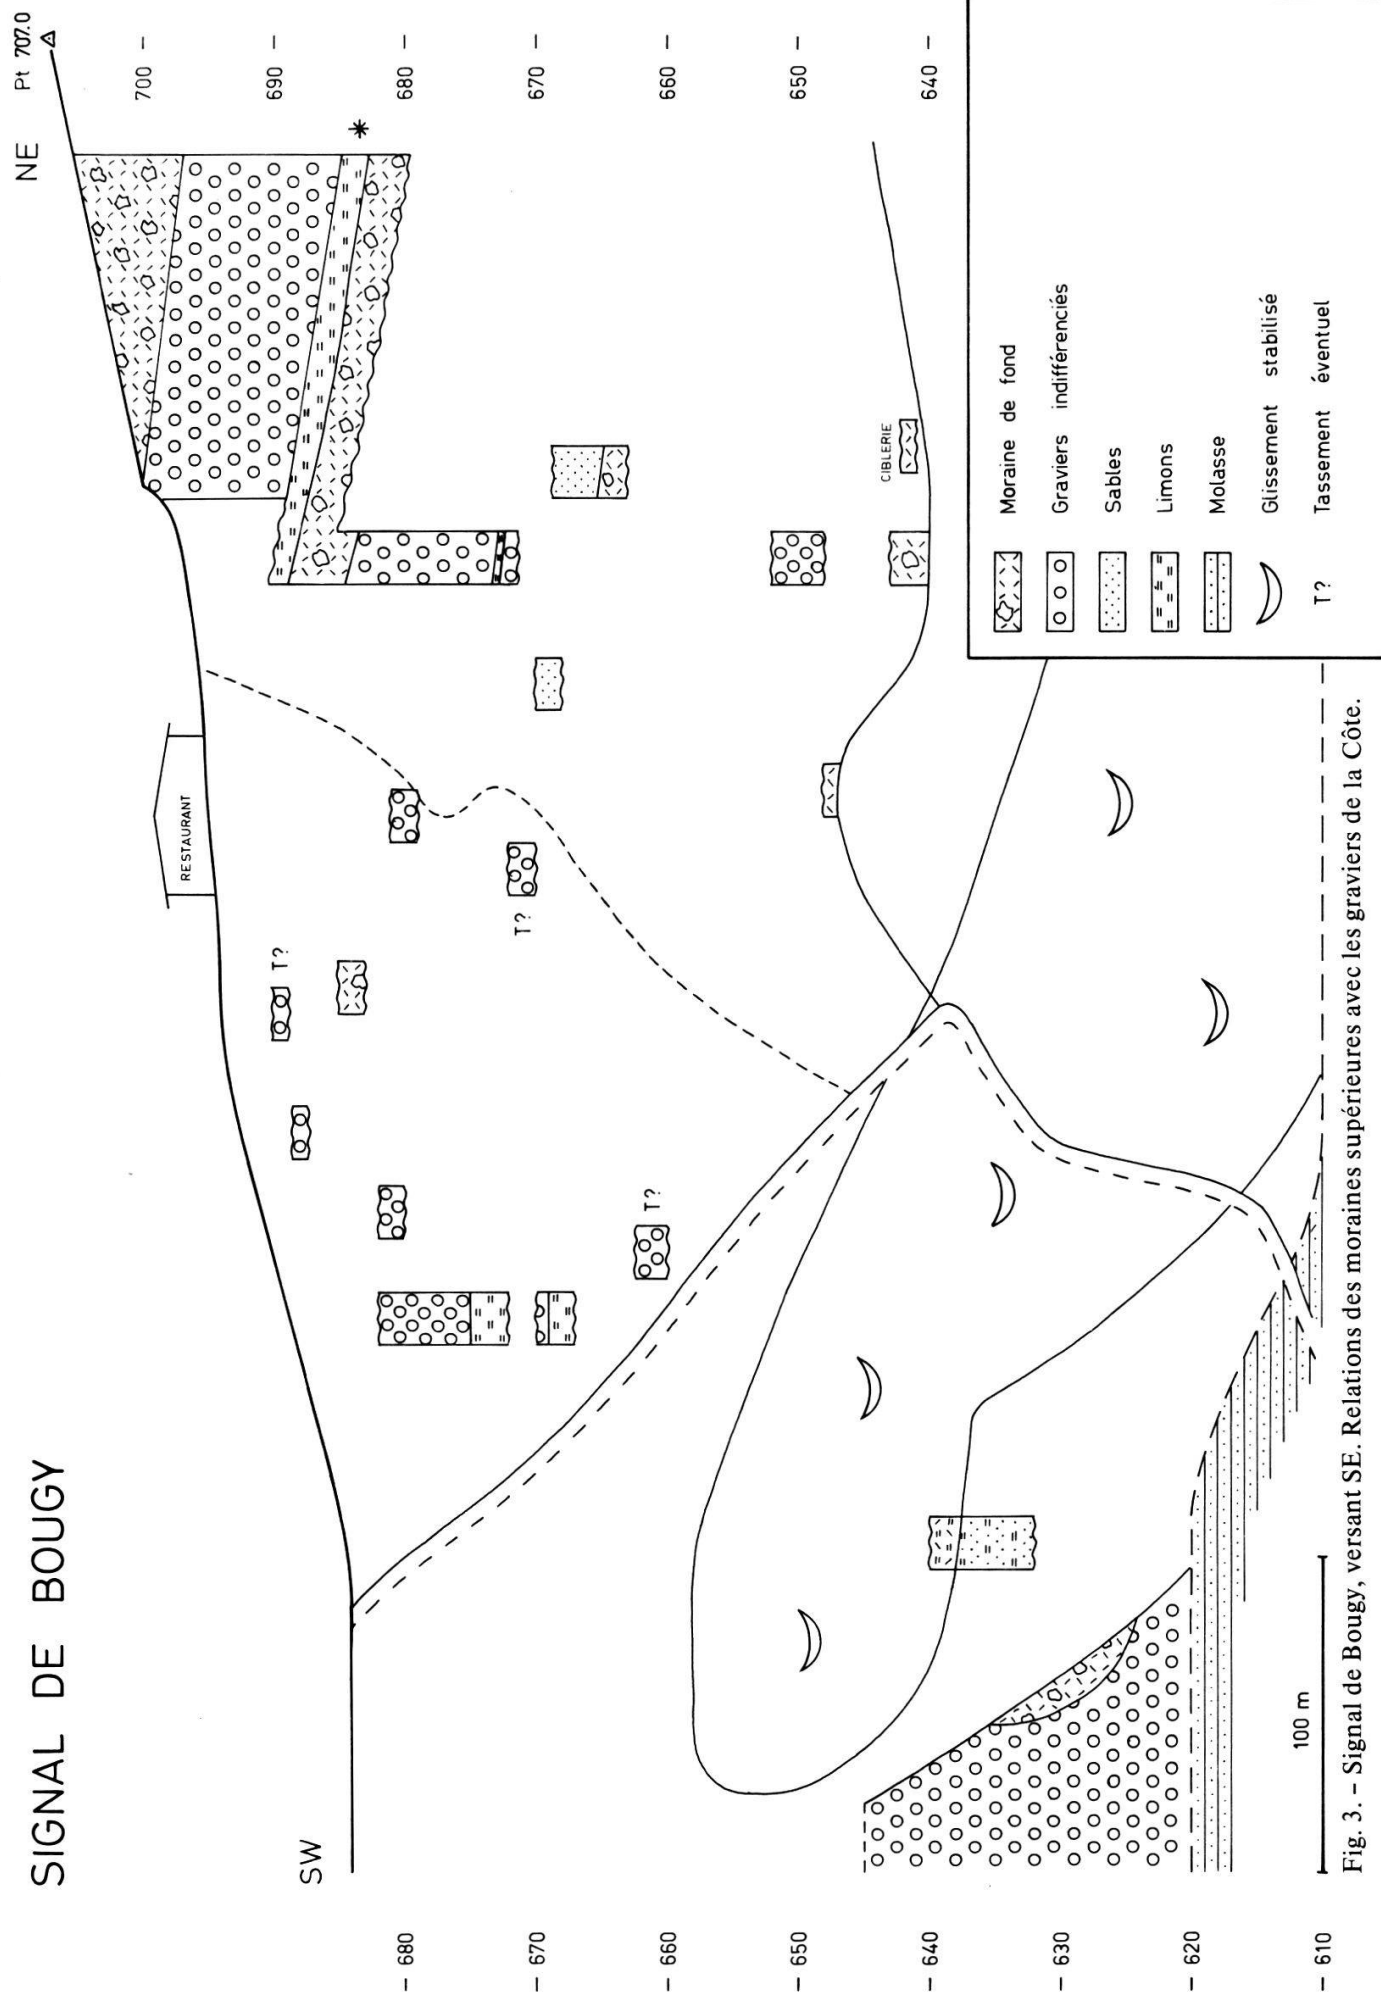 SIGNAL DE BOUGY
NE
Pt 707.0
SW
700 –
690 –
680 –
670 –
660 –
650 –
640 –
*
RESTAURANT
T?
T?
T?
CIBLERIE
– 680
– 670
– 660
– 650
– 640
– 630
– 620
– 610
100 m
Moraine de fond
Graviers indifférenciés
Sables
Limons
Molasse
Glissement stabilisé
T? Tassement éventuel
Fig. 3. – Signal de Bougy, versant SE. Relations des moraines supérieures avec les graviers de la Côte.